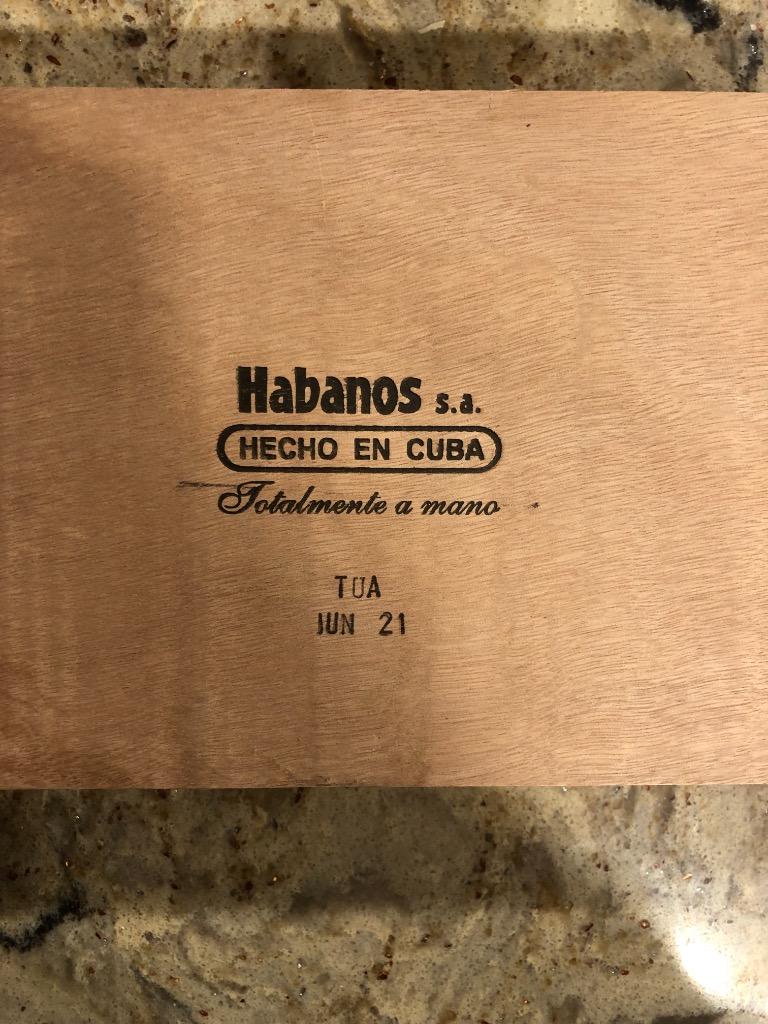 Habanos s.a.
HECHO EN CUBA
Totalmente a mano
TUA
JUN 21